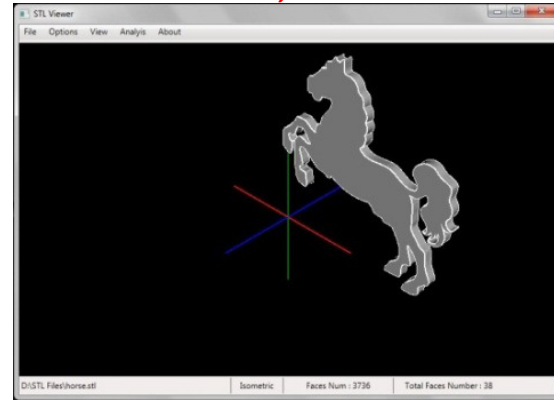 STL Viewer
File Options View Analyis About
D:\STL Files\horse.stl Isometric Faces Num : 3736 Total Faces Number : 38